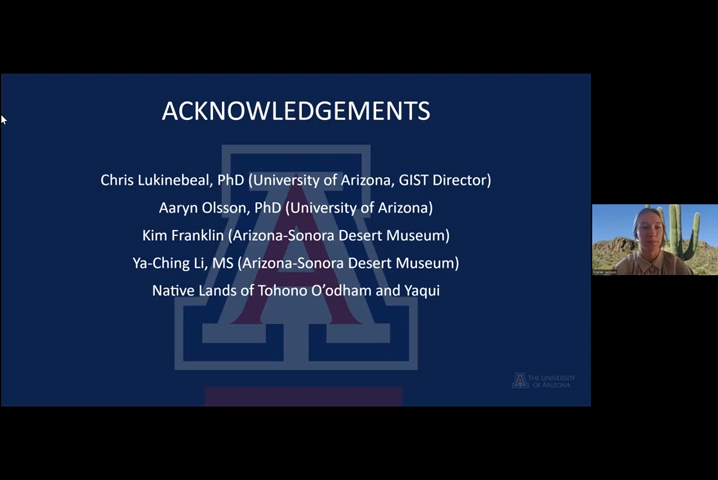 ACKNOWLEDGEMENTS
Chris Lukinebeal, PhD (University of Arizona, GIST Director)
Aaryn Olsson, PhD (University of Arizona)
Kim Franklin (Arizona-Sonora Desert Museum)
Ya-Ching Li, MS (Arizona-Sonora Desert Museum)
Native Lands of Tohono O’odham and Yaqui
A
THE UNIVERSITY
OF ARIZONA